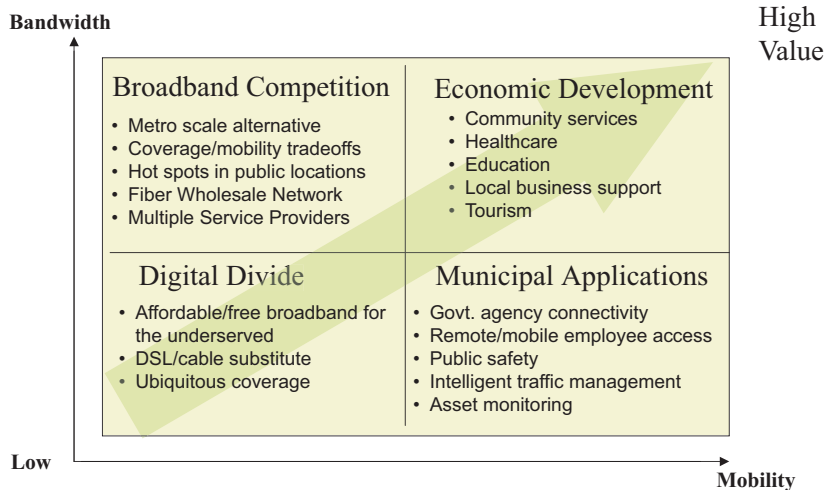 Bandwidth
High
Value
Broadband Competition
• Metro scale alternative
• Coverage/mobility tradeoffs
• Hot spots in public locations
• Fiber Wholesale Network
• Multiple Service Providers
Economic Development
• Community services
• Healthcare
• Education
• Local business support
• Tourism
Digital Divide
• Affordable/free broadband for
the underserved
• DSL/cable substitute
• Ubiquitous coverage
Municipal Applications
• Govt. agency connectivity
• Remote/mobile employee access
• Public safety
• Intelligent traffic management
• Asset monitoring
Low
Mobility